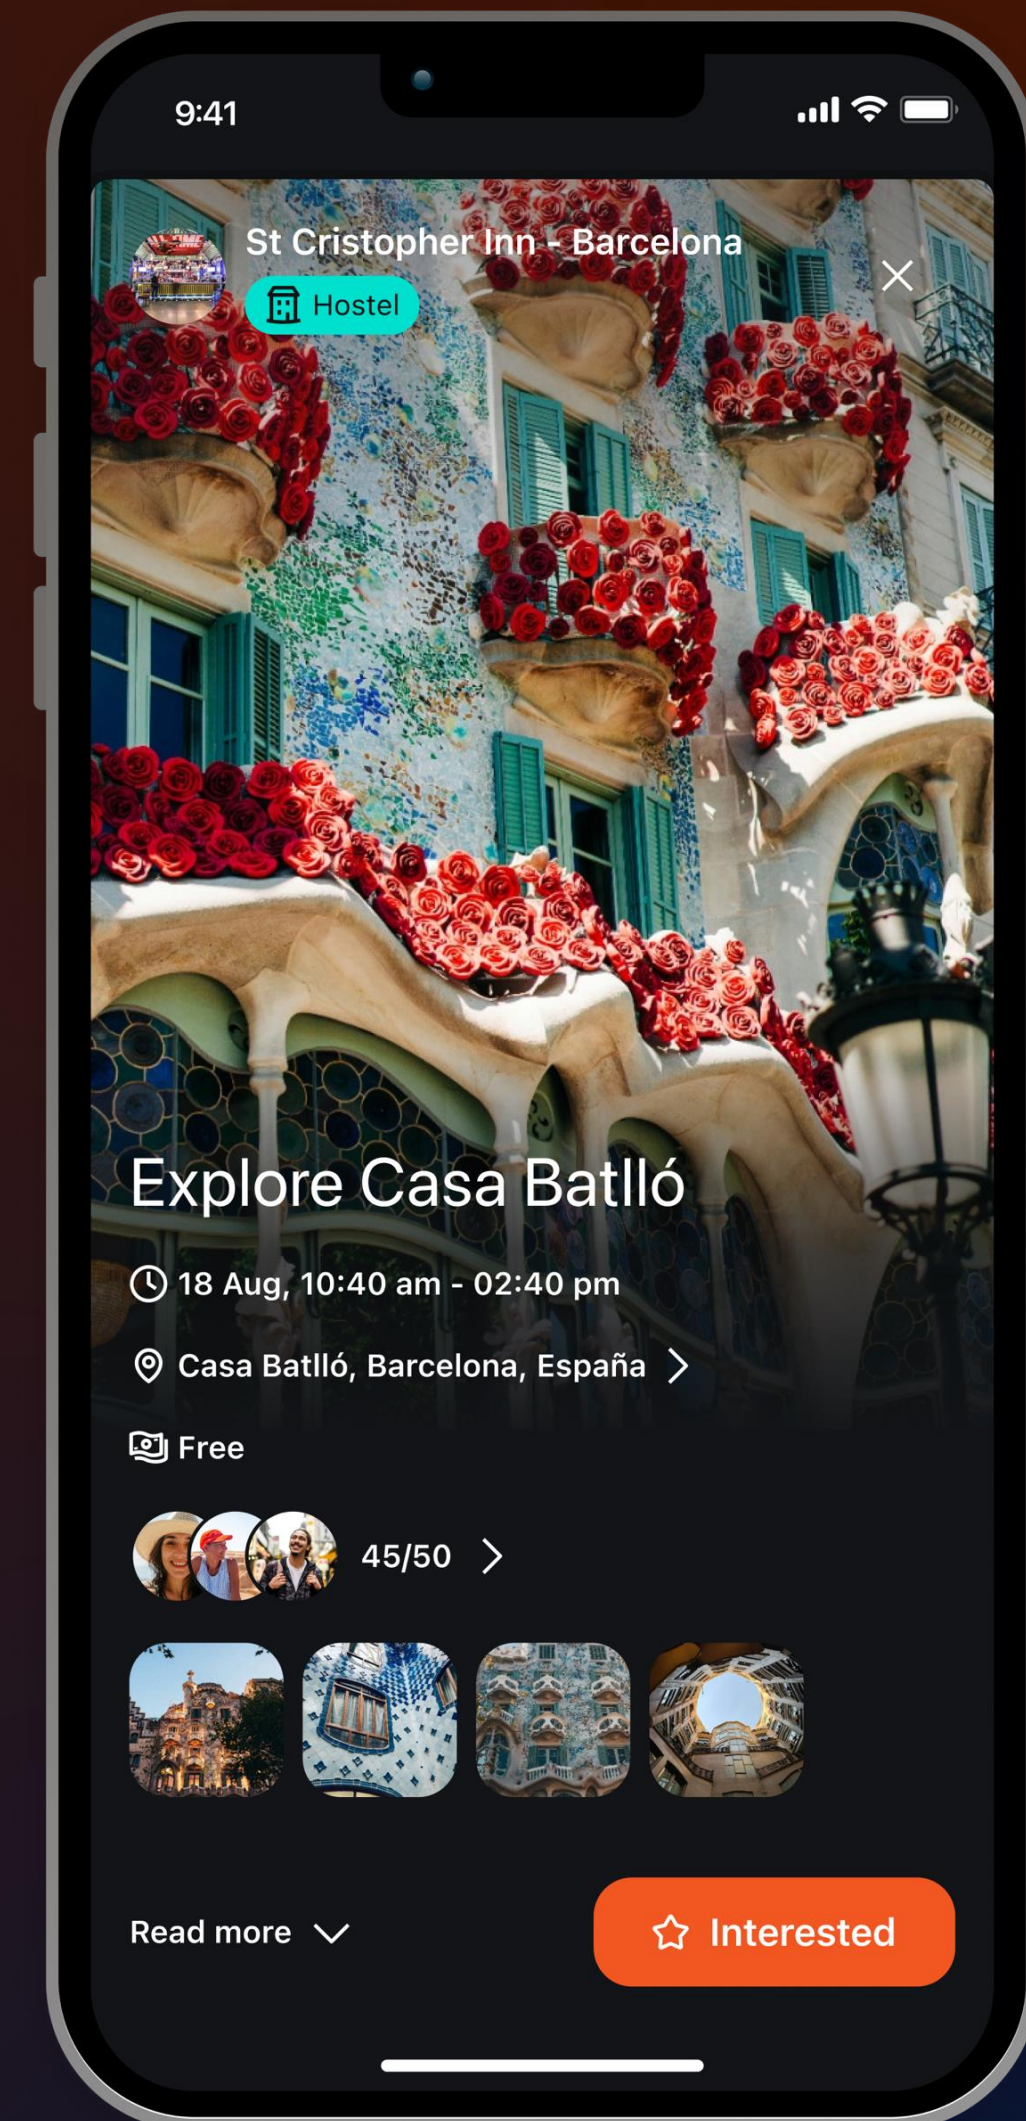 9:41
St Cristopher Inn - Barcelona
Hostel
Explore Casa Batlló
18 Aug, 10:40 am - 02:40 pm
Casa Batlló, Barcelona, España
Free
45/50
Read more
Interested